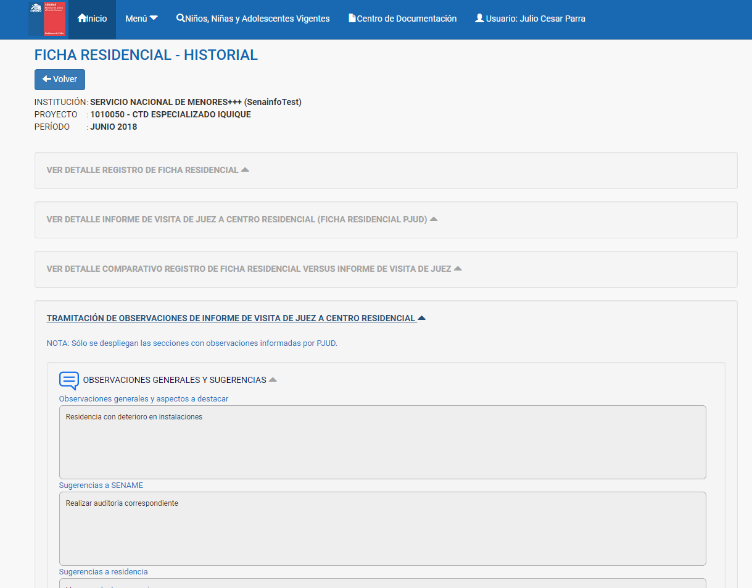 Inicio
Menú
Niños, Niñas y Adolescentes Vigentes
Centro de Documentación
Usuario: Julio Cesar Parra
FICHA RESIDENCIAL - HISTORIAL
Volver
INSTITUCIÓN: SERVICIO NACIONAL DE MENORES+++ (SenainfoTest)
PROYECTO : 1010050 - CTD ESPECIALIZADO IQUIQUE
PERÍODO : JUNIO 2018
VER DETALLE REGISTRO DE FICHA RESIDENCIAL
VER DETALLE INFORME DE VISITA DE JUEZ A CENTRO RESIDENCIAL (FICHA RESIDENCIAL PJUD)
VER DETALLE COMPARATIVO REGISTRO DE FICHA RESIDENCIAL VERSUS INFORME DE VISITA DE JUEZ
TRAMITACIÓN DE OBSERVACIONES DE INFORME DE VISITA DE JUEZ A CENTRO RESIDENCIAL
NOTA: Sólo se despliegan las secciones con observaciones informadas por PJUD.
OBSERVACIONES GENERALES Y SUGERENCIAS
Observaciones generales y aspectos a destacar
Residencia con deterioro en instalaciones
Sugerencias a SENAME
Realizar auditoria correspondiente
Sugerencias a residencia